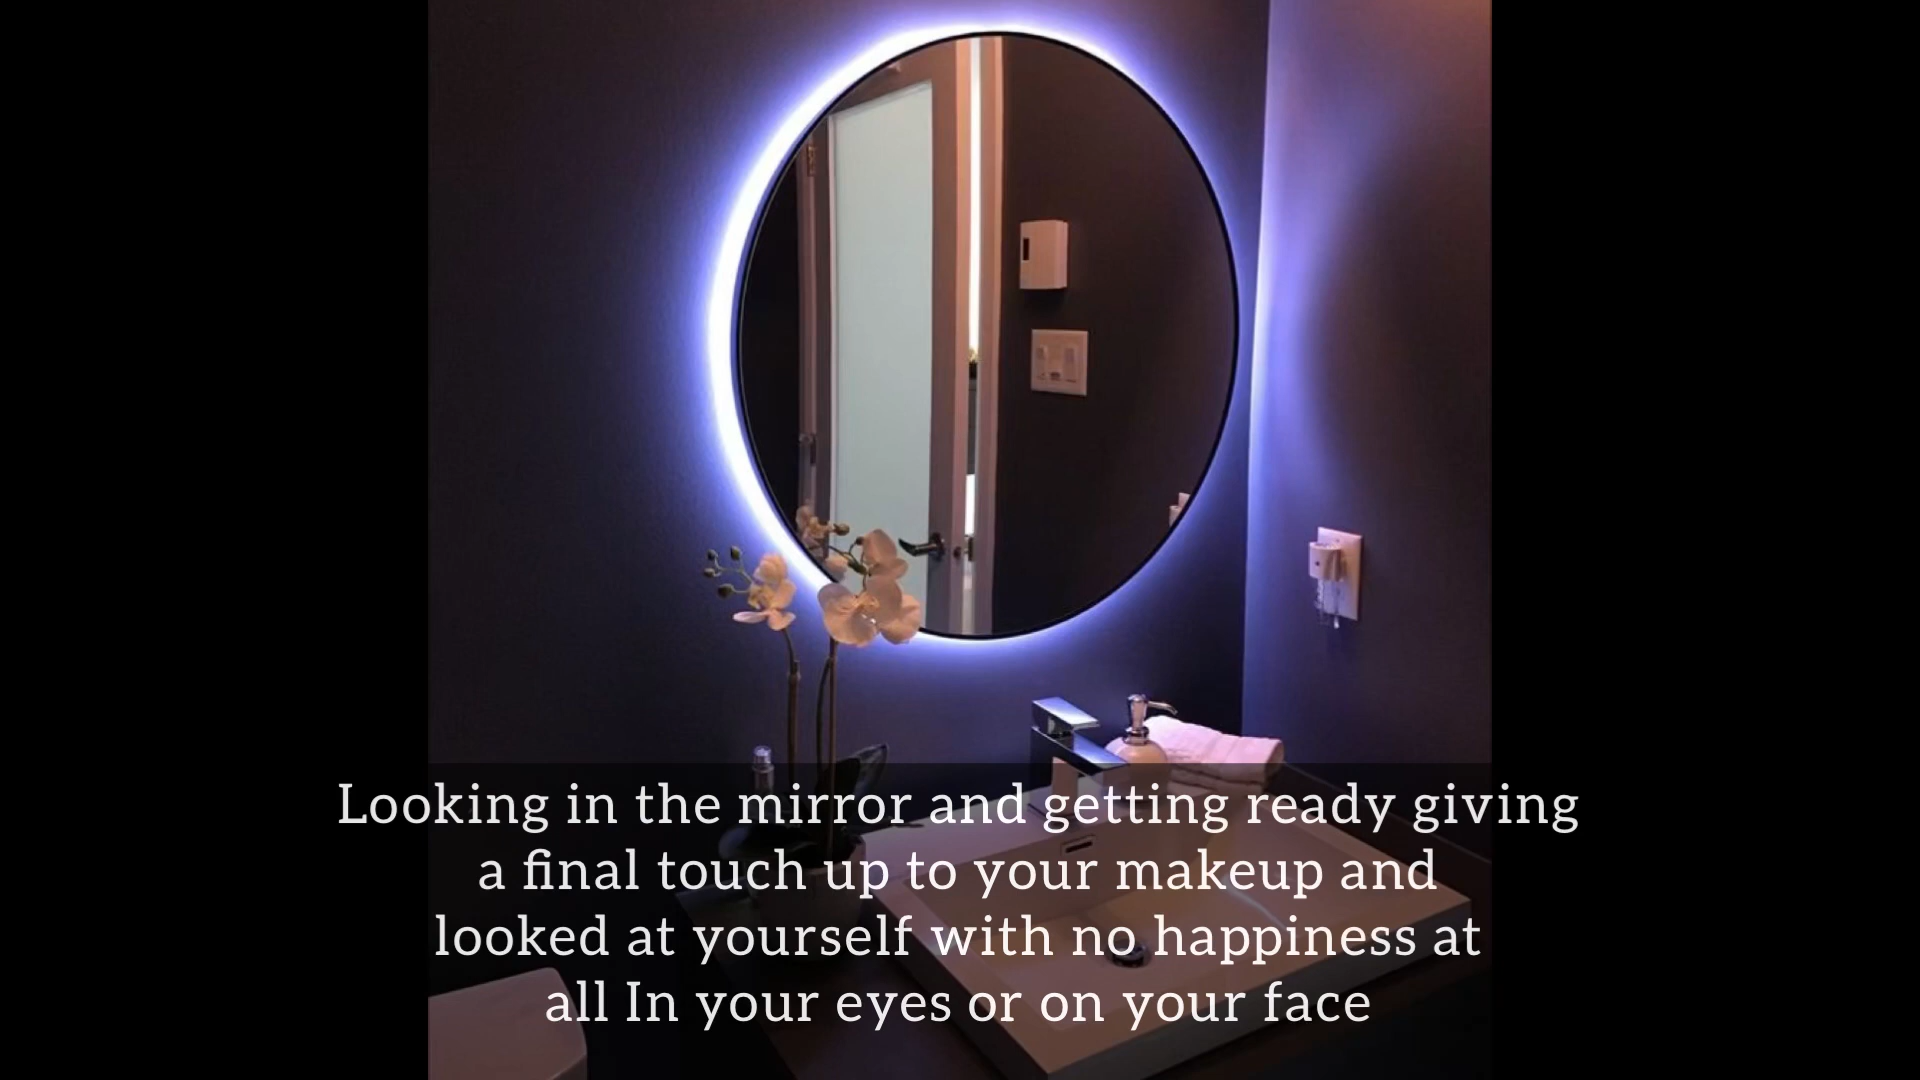 Looking in the mirror and getting ready giving
a final touch up to your makeup and
looked at yourself with no happiness at
all In your eyes or on your face